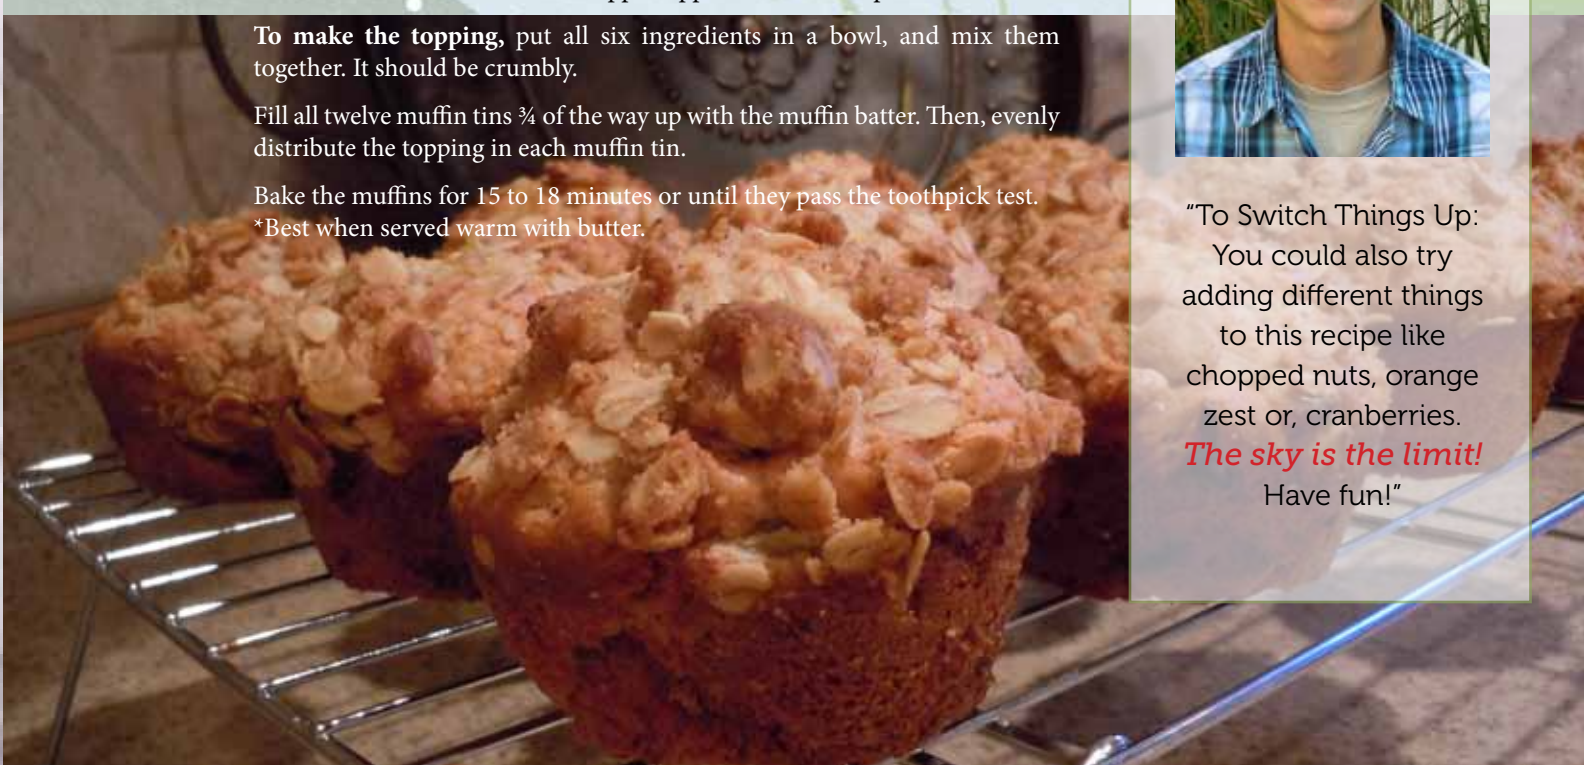 To make the topping, put all six ingredients in a bowl, and mix them
together. It should be crumbly.
Fill all twelve muffin tins ¾ of the way up with the muffin batter. Then, evenly
distribute the topping in each muffin tin.
Bake the muffins for 15 to 18 minutes or until they pass the toothpick test.
*Best when served warm with butter.
“To Switch Things Up:
You could also try
adding different things
to this recipe like
chopped nuts, orange
zest or, cranberries.
The sky is the limit!
Have fun!”